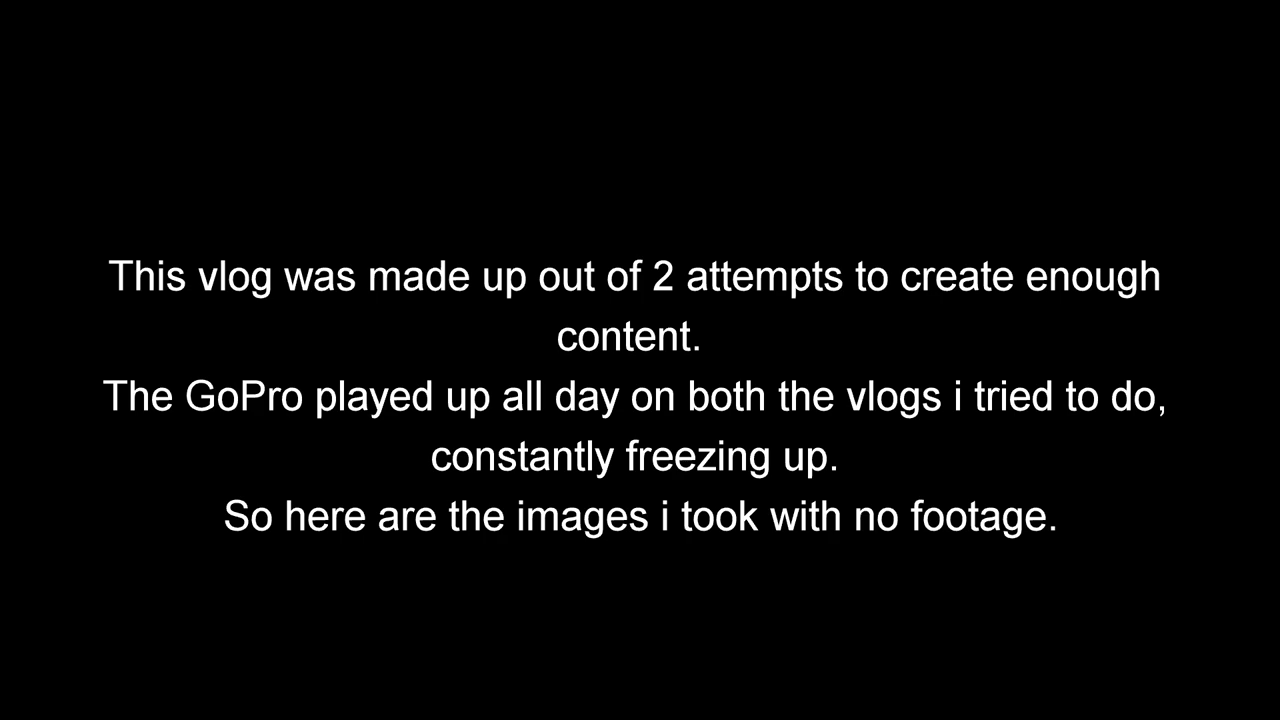 This vlog was made up out of 2 attempts to create enough
content.
The GoPro played up all day on both the vlogs i tried to do,
constantly freezing up.
So here are the images i took with no footage.